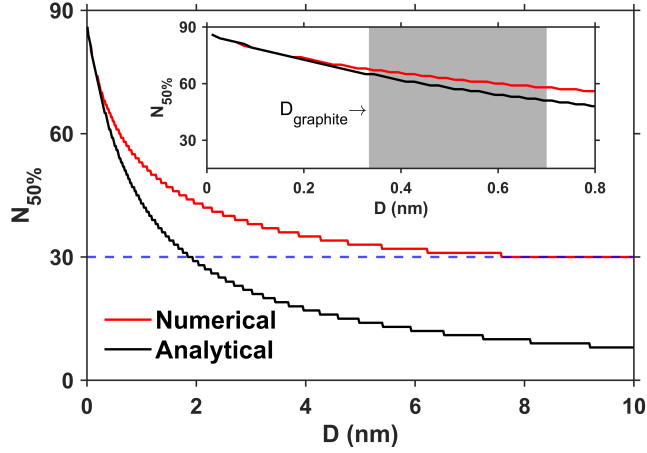 90
60
30
0
N50%
0 2 4 6 8 10
D (nm)
Numerical
Analytical
90
60
30
N50%
0 0.2 0.4 0.6 0.8
D (nm)
Dgraphite→